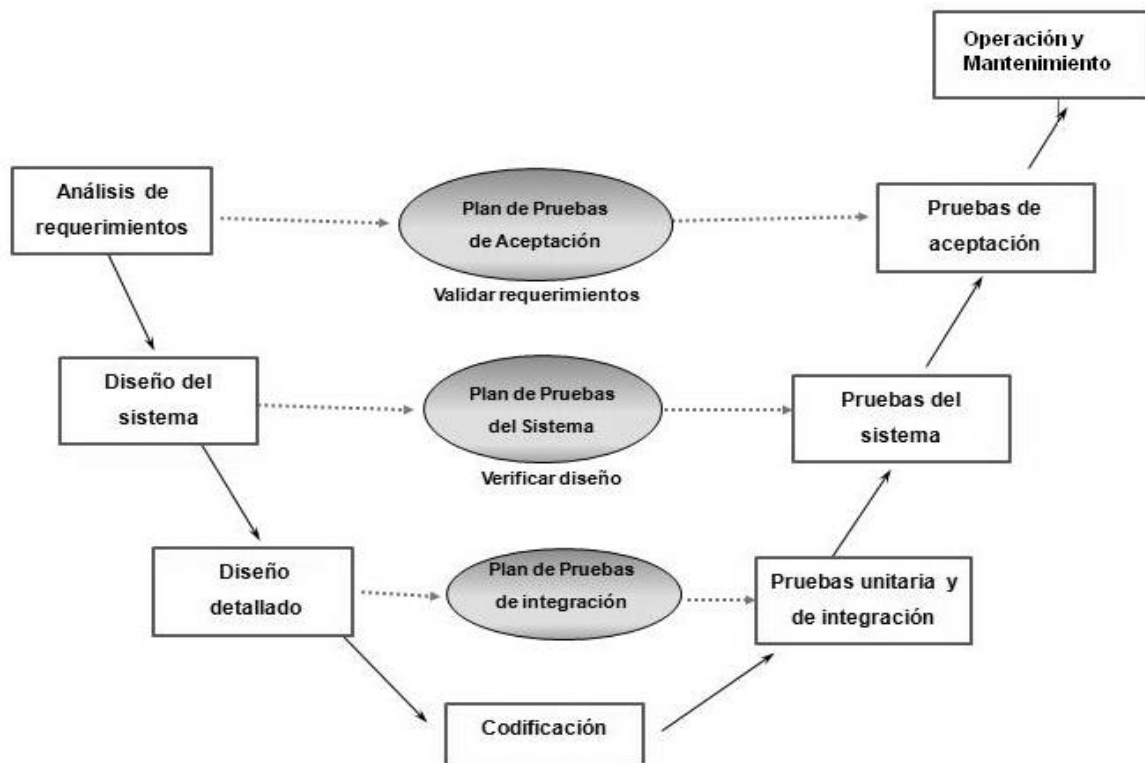 Operación y
Mantenimiento
Análisis de
requerimientos
Plan de Pruebas
de Aceptación
Validar requerimientos
Pruebas de
aceptación
Diseño del
sistema
Plan de Pruebas
del Sistema
Verificar diseño
Pruebas del
sistema
Diseño
detallado
Plan de Pruebas
de integración
Pruebas unitaria y
de integración
Codificación